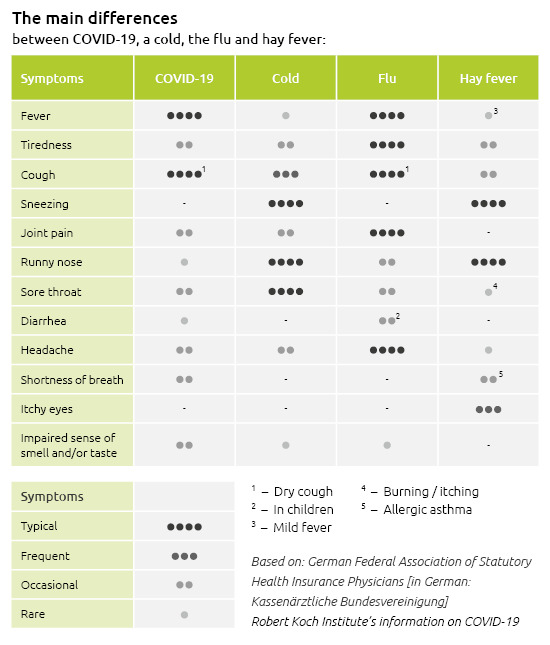 The main differences
between COVID-19, a cold, the flu and hay fever:
Symptoms COVID-19 Cold Flu Hay fever
Fever ●●●● ● ●●●● ●³
Tiredness ●● ●● ●●●● ●●
Cough ●●●●¹ ●●● ●●●●¹ ●●
Sneezing - ●●●● - ●●●●
Joint pain ●● ●● ●●●● -
Runny nose ● ●●●● ●● ●●●●
Sore throat ●● ●●●● ●● ●⁴
Diarrhea ● - ●●² -
Headache ●● ●● ●●●● ●
Shortness of breath ●● - - ●●⁵
Itchy eyes - - - ●●●
Impaired sense of
smell and/or taste ●● ● ● -
Symptoms
Typical ●●●●
Frequent ●●●
Occasional ●●
Rare ●
¹ – Dry cough ⁴ – Burning / itching
² – In children ⁵ – Allergic asthma
³ – Mild fever
Based on: German Federal Association of Statutory
Health Insurance Physicians [in German:
Kassenärztliche Bundesvereinigung]
Robert Koch Institute's information on COVID-19